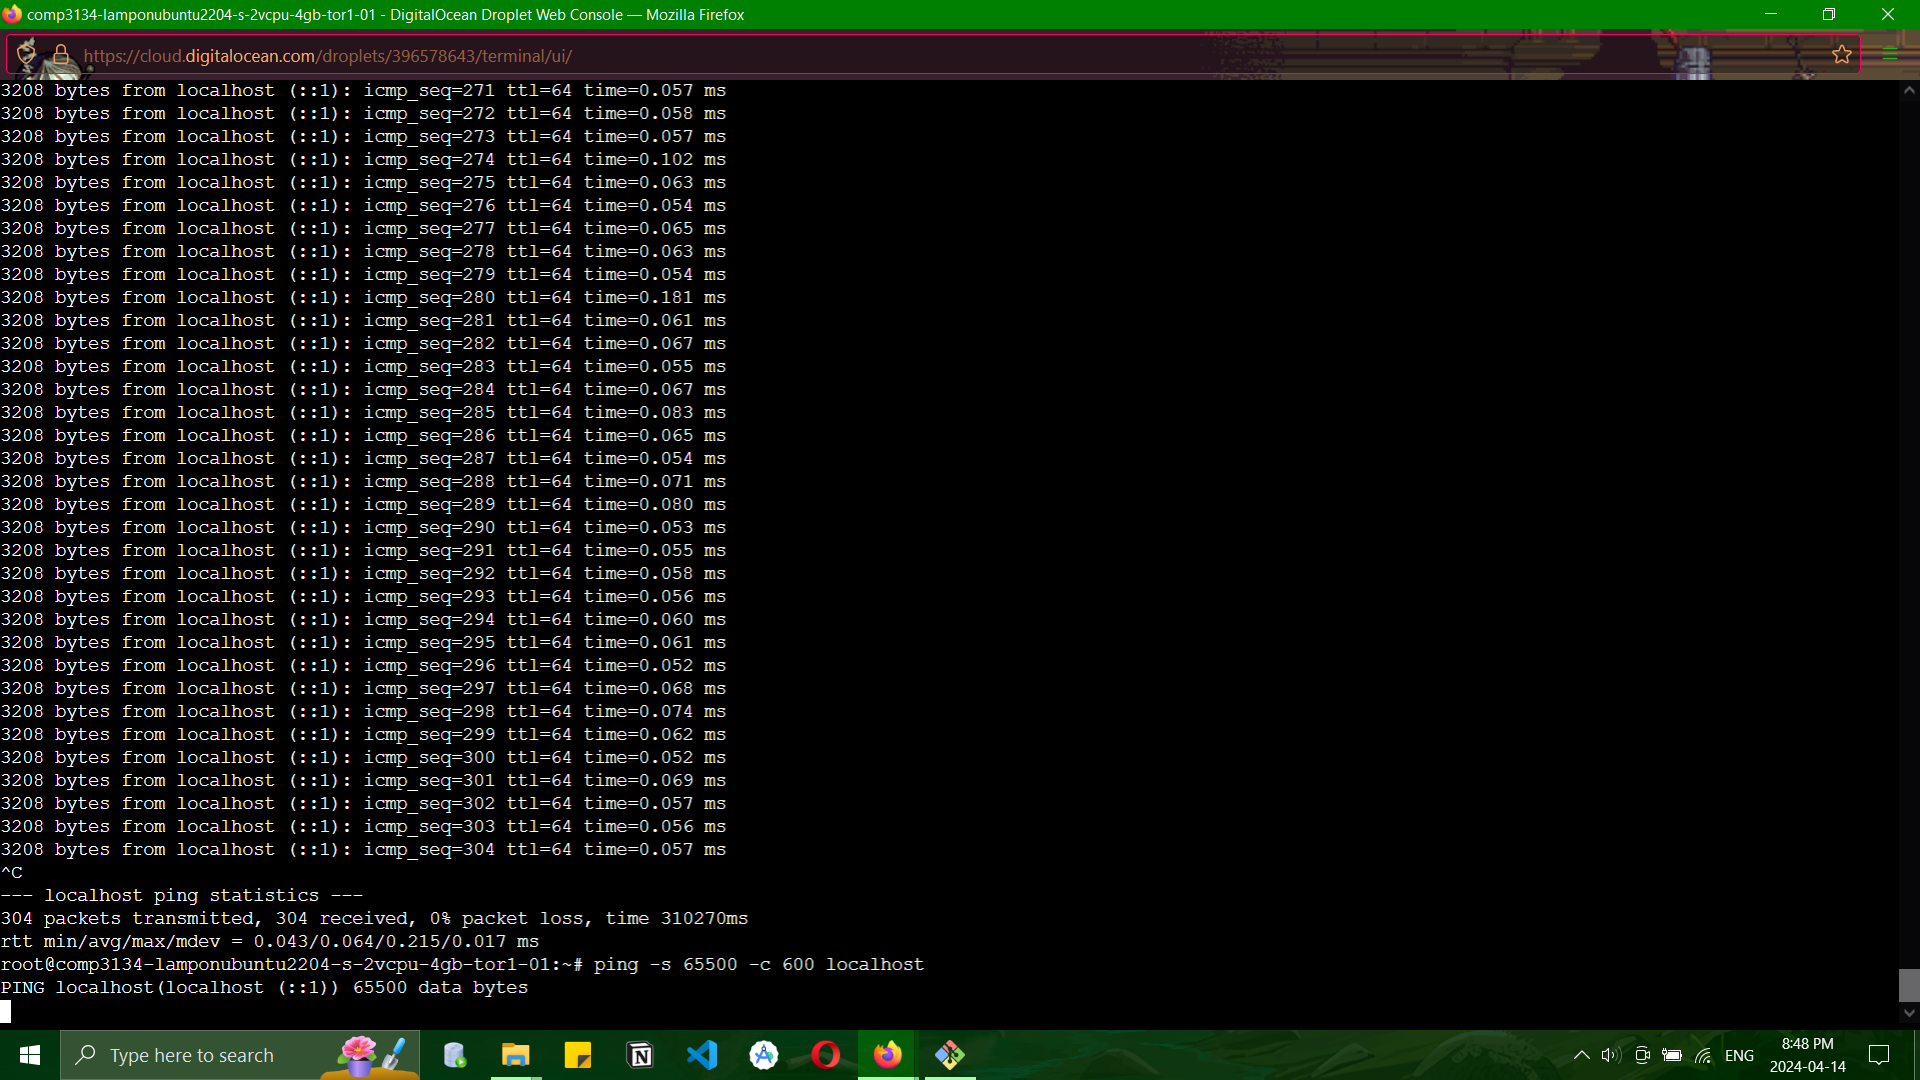 comp3134-lamponubuntu2204-s-2vcpu-4gb-tor1-01 - DigitalOcean Droplet Web Console — Mozilla Firefox
https://cloud.digitalocean.com/droplets/396578643/terminal/ui/
3208 bytes from localhost (::1): icmp_seq=271 ttl=64 time=0.057 ms
3208 bytes from localhost (::1): icmp_seq=272 ttl=64 time=0.058 ms
3208 bytes from localhost (::1): icmp_seq=273 ttl=64 time=0.057 ms
3208 bytes from localhost (::1): icmp_seq=274 ttl=64 time=0.102 ms
3208 bytes from localhost (::1): icmp_seq=275 ttl=64 time=0.063 ms
3208 bytes from localhost (::1): icmp_seq=276 ttl=64 time=0.054 ms
3208 bytes from localhost (::1): icmp_seq=277 ttl=64 time=0.065 ms
3208 bytes from localhost (::1): icmp_seq=278 ttl=64 time=0.063 ms
3208 bytes from localhost (::1): icmp_seq=279 ttl=64 time=0.054 ms
3208 bytes from localhost (::1): icmp_seq=280 ttl=64 time=0.181 ms
3208 bytes from localhost (::1): icmp_seq=281 ttl=64 time=0.061 ms
3208 bytes from localhost (::1): icmp_seq=282 ttl=64 time=0.067 ms
3208 bytes from localhost (::1): icmp_seq=283 ttl=64 time=0.055 ms
3208 bytes from localhost (::1): icmp_seq=284 ttl=64 time=0.067 ms
3208 bytes from localhost (::1): icmp_seq=285 ttl=64 time=0.083 ms
3208 bytes from localhost (::1): icmp_seq=286 ttl=64 time=0.065 ms
3208 bytes from localhost (::1): icmp_seq=287 ttl=64 time=0.054 ms
3208 bytes from localhost (::1): icmp_seq=288 ttl=64 time=0.071 ms
3208 bytes from localhost (::1): icmp_seq=289 ttl=64 time=0.080 ms
3208 bytes from localhost (::1): icmp_seq=290 ttl=64 time=0.053 ms
3208 bytes from localhost (::1): icmp_seq=291 ttl=64 time=0.055 ms
3208 bytes from localhost (::1): icmp_seq=292 ttl=64 time=0.058 ms
3208 bytes from localhost (::1): icmp_seq=293 ttl=64 time=0.056 ms
3208 bytes from localhost (::1): icmp_seq=294 ttl=64 time=0.060 ms
3208 bytes from localhost (::1): icmp_seq=295 ttl=64 time=0.061 ms
3208 bytes from localhost (::1): icmp_seq=296 ttl=64 time=0.052 ms
3208 bytes from localhost (::1): icmp_seq=297 ttl=64 time=0.068 ms
3208 bytes from localhost (::1): icmp_seq=298 ttl=64 time=0.074 ms
3208 bytes from localhost (::1): icmp_seq=299 ttl=64 time=0.062 ms
3208 bytes from localhost (::1): icmp_seq=300 ttl=64 time=0.052 ms
3208 bytes from localhost (::1): icmp_seq=301 ttl=64 time=0.069 ms
3208 bytes from localhost (::1): icmp_seq=302 ttl=64 time=0.057 ms
3208 bytes from localhost (::1): icmp_seq=303 ttl=64 time=0.056 ms
3208 bytes from localhost (::1): icmp_seq=304 ttl=64 time=0.057 ms
^C
--- localhost ping statistics ---
304 packets transmitted, 304 received, 0% packet loss, time 310270ms
rtt min/avg/max/mdev = 0.043/0.064/0.215/0.017 ms
root@comp3134-lamponubuntu2204-s-2vcpu-4gb-tor1-01:~# ping -s 65500 -c 600 localhost
PING localhost(localhost (::1)) 65500 data bytes
Type here to search
ENG
8:48 PM
2024-04-14